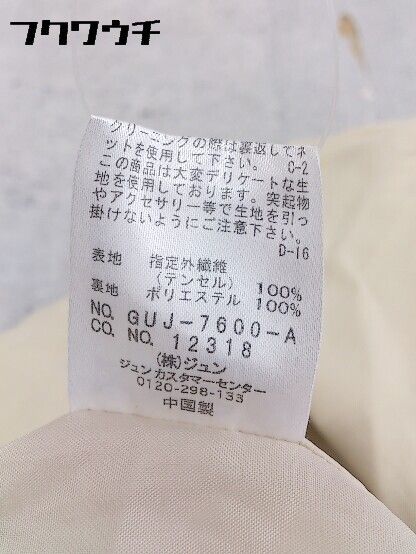 フクワウチ
クリーニングの際は裏返してネ
ットを使用して下さい。 C-2
この商品は大変デリケートな生
地を使用しております。突起物
やアクセサリー等で生地を引っ
掛けないようにご注意下さい。
D-16
表地 指定外繊維
(テンセル) 100%
裏地 ポリエステル 100%
NO. GUJ-7600-A
CO. NO. 12318
(株)ジュン
ジュンカスタマーセンター
0120-298-133
中国製